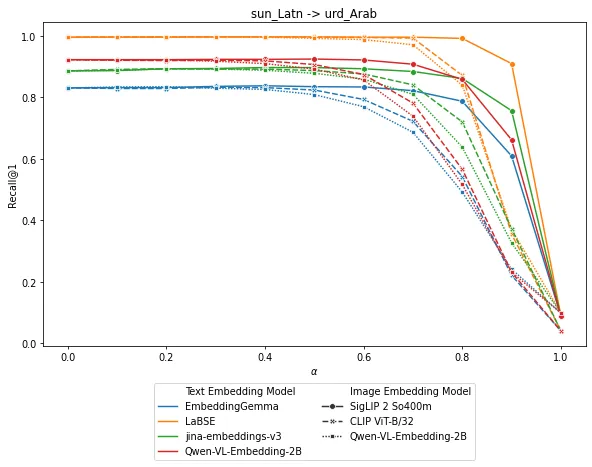 sun_Latn -> urd_Arab
Recall@1
1.0
0.8
0.6
0.4
0.2
0.0
0.0 0.2 0.4 0.6 0.8 1.0
α
Text Embedding Model
EmbeddingGemma
LaBSE
jina-embeddings-v3
Qwen-VL-Embedding-2B
Image Embedding Model
SigLIP 2 So400m
CLIP ViT-B/32
Qwen-VL-Embedding-2B